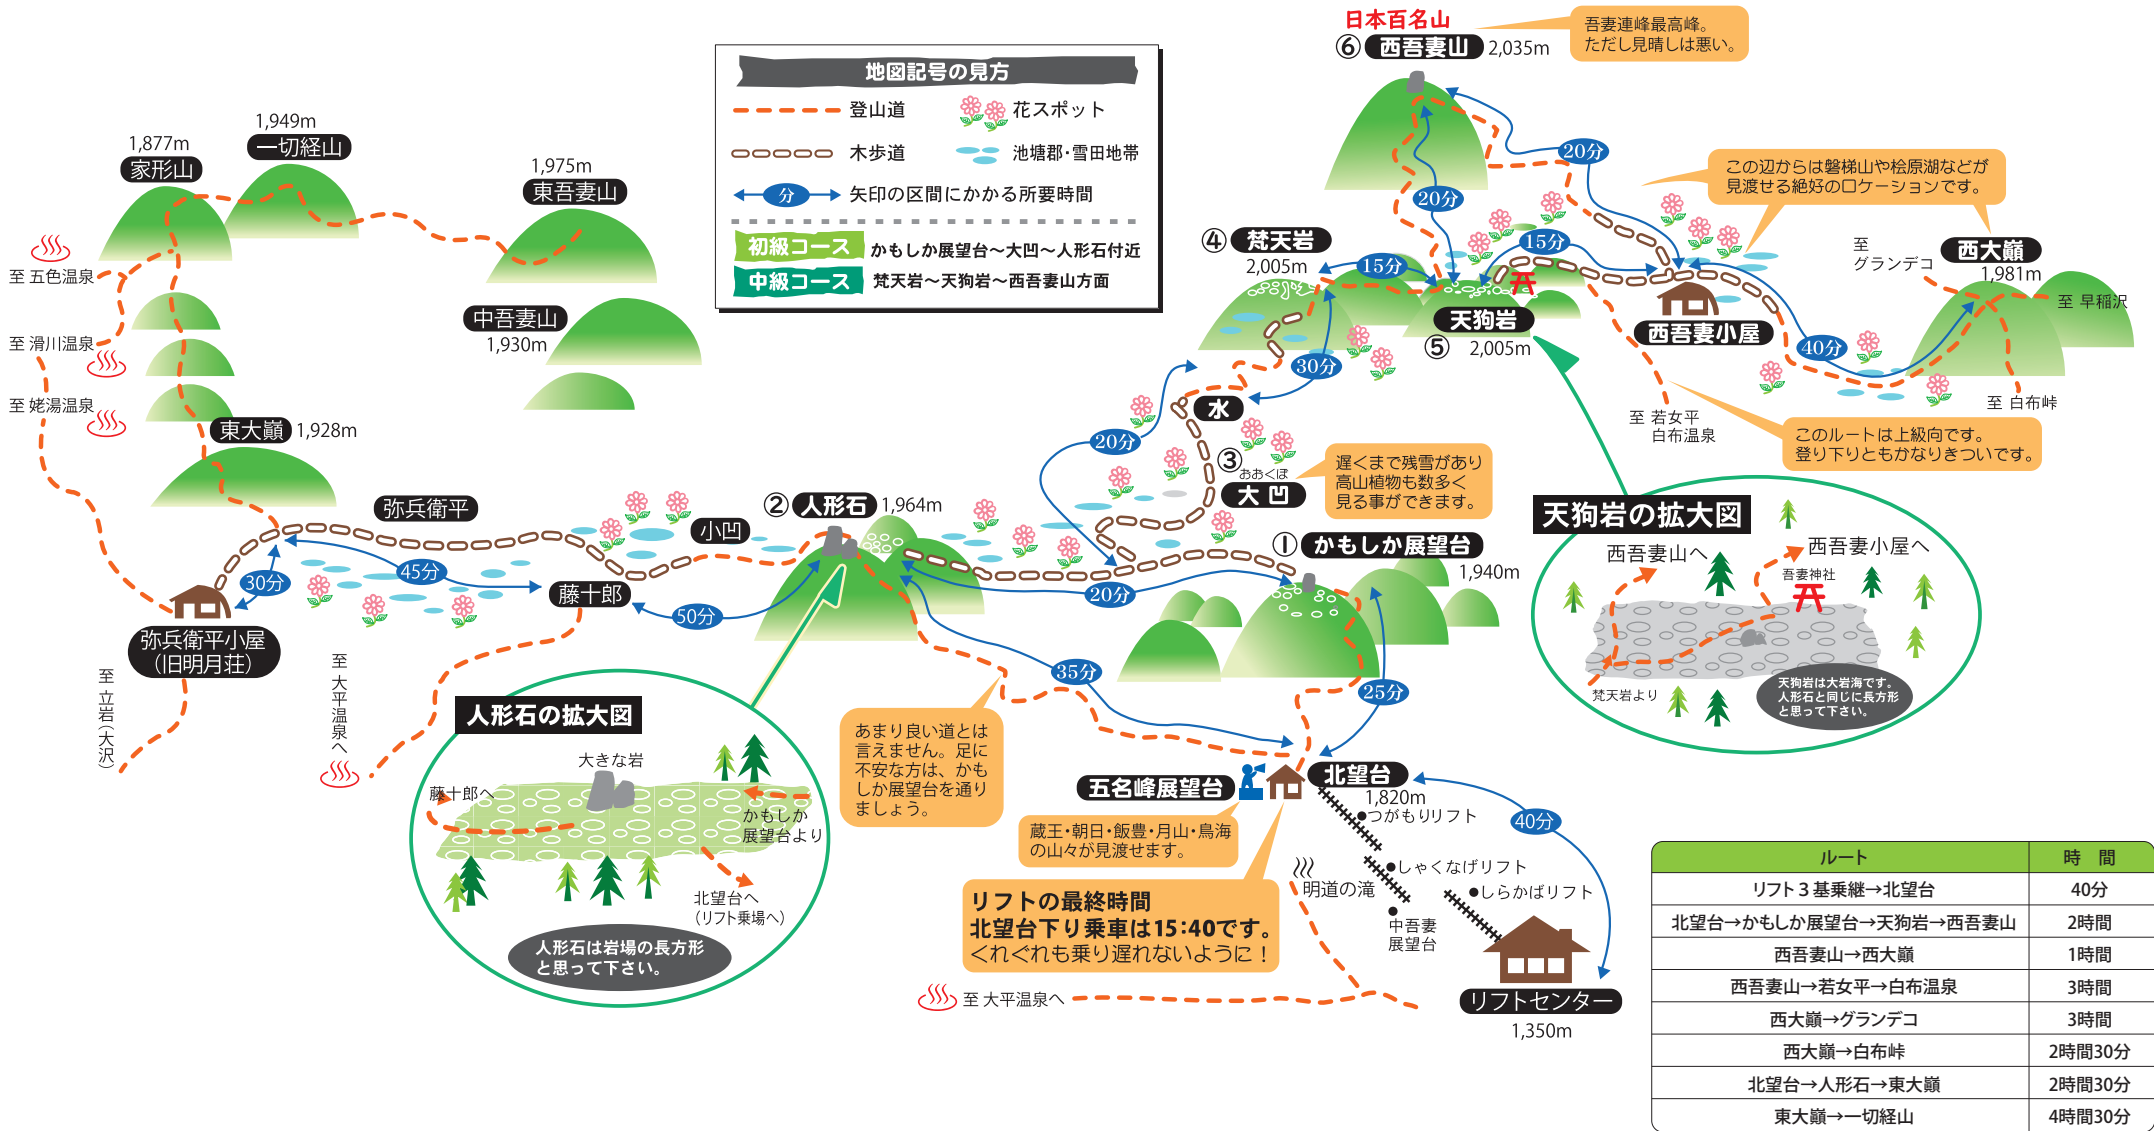 日本百名山
⑥ 西吾妻山 2,035m
吾妻連峰最高峰。
ただし見晴しは悪い。
地図記号の見方
登山道
花スポット
木歩道
池塘郡・雪田地帯
分
矢印の区間にかかる所要時間
初級コース かもしか展望台〜大凹〜人形石付近
中級コース 梵天岩〜天狗岩〜西吾妻山方面
1,877m
家形山
1,949m
一切経山
1,975m
東吾妻山
中吾妻山
1,930m
至 五色温泉
至 滑川温泉
至 姥湯温泉
東大巓 1,928m
弥兵衛平
小凹
② 人形石 1,964m
30分
45分
藤十郎
50分
弥兵衛平小屋
（旧明月荘）
至 立岩（大沢）
至 大平温泉へ
20分
20分
15分
15分
この辺からは磐梯山や桧原湖などが
見渡せる絶好のロケーションです。
④ 梵天岩
2,005m
天狗岩
⑤ 2,005m
西吾妻小屋
至
グランデコ
西大巓
1,981m
至 早稲沢
40分
至 白布峠
至 若女平
白布温泉
このルートは上級向です。
登り下りともかなりきついです。
30分
水
20分
③
おおくぼ
大凹
遅くまで残雪があり
高山植物も数多く
見る事ができます。
① かもしか展望台
1,940m
20分
35分
25分
あまり良い道とは
言えません。足に
不安な方は、かも
しか展望台を通り
ましょう。
五名峰展望台
北望台
1,820m
蔵王・朝日・飯豊・月山・鳥海
の山々が見渡せます。
リフトの最終時間
北望台下り乗車は15:40です。
くれぐれも乗り遅れないように！
つがもりリフト
しゃくなげリフト
しらかばリフト
明道の滝
中吾妻
展望台
40分
リフトセンター
1,350m
至 大平温泉へ
人形石の拡大図
大きな岩
藤十郎へ
かもしか
展望台より
北望台へ
（リフト乗場へ）
人形石は岩場の長方形
と思って下さい。
天狗岩の拡大図
西吾妻山へ
西吾妻小屋へ
吾妻神社
梵天岩より
天狗岩は大岩海です。
人形石と同じに長方形
と思って下さい。
ルート 時 間
リフト３基乗継→北望台 40分
北望台→かもしか展望台→天狗岩→西吾妻山 2時間
西吾妻山→西大巓 1時間
西吾妻山→若女平→白布温泉 3時間
西大巓→グランデコ 3時間
西大巓→白布峠 2時間30分
北望台→人形石→東大巓 2時間30分
東大巓→一切経山 4時間30分